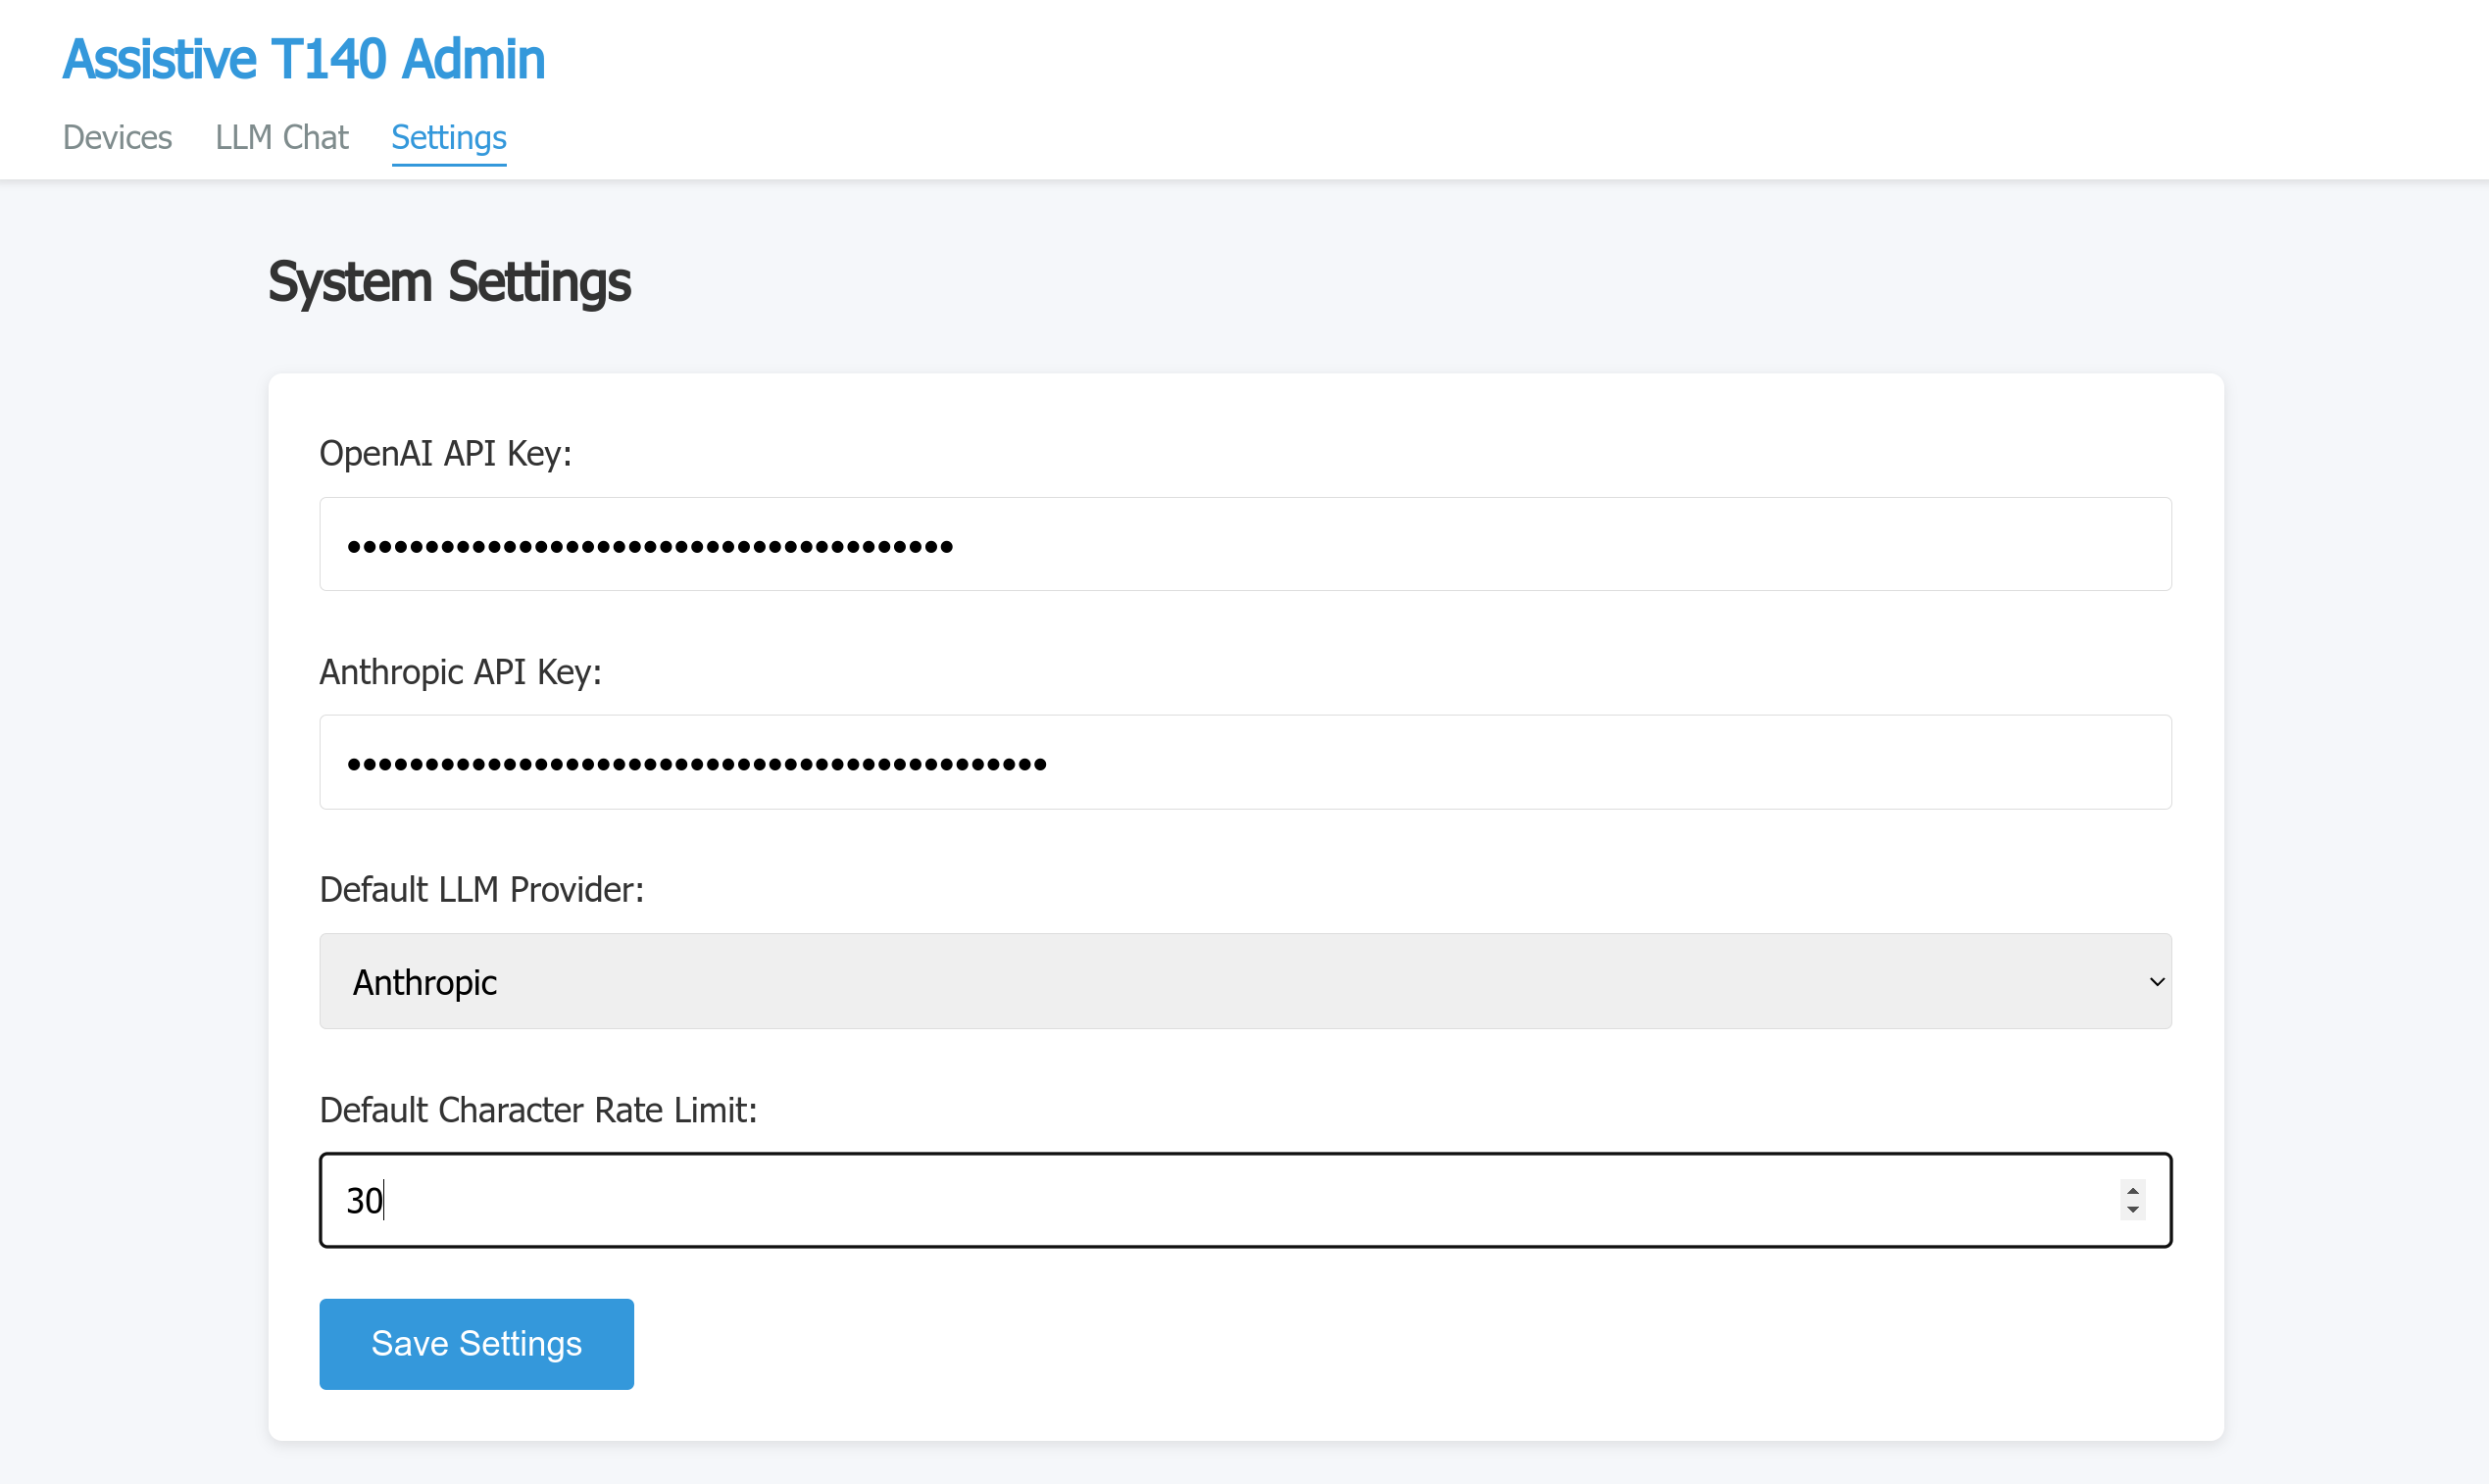 Assistive T140 Admin
Devices LLM Chat Settings
System Settings
OpenAI API Key:
•••••••••••••••••••••••••••••••••••••••
Anthropic API Key:
•••••••••••••••••••••••••••••••••••••••••••••
Default LLM Provider:
Anthropic
Default Character Rate Limit:
30
Save Settings